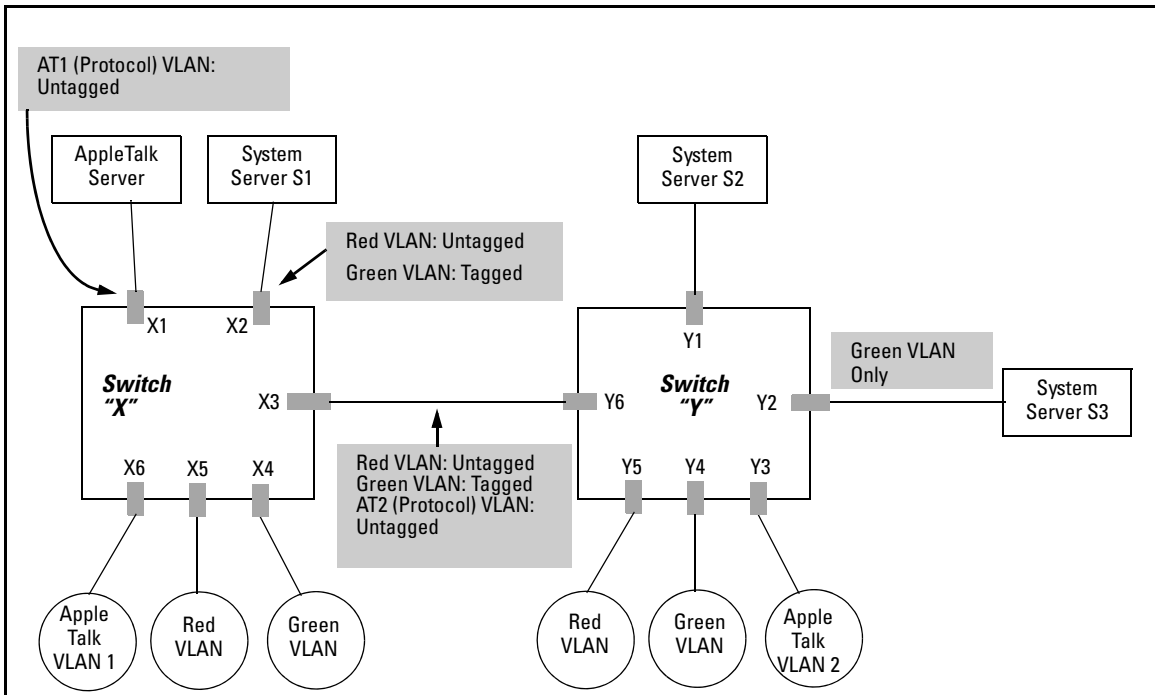 AT1 (Protocol) VLAN:
Untagged
AppleTalk
Server
System
Server S1
System
Server S2
Red VLAN: Untagged
Green VLAN: Tagged
X1
X2
Y1
Green VLAN
Only
Switch
"X"
X3
Y6
Switch
"Y"
Y2
System
Server S3
X6
X5
X4
Red VLAN: Untagged
Green VLAN: Tagged
AT2 (Protocol) VLAN:
Untagged
Y5
Y4
Y3
Apple
Talk
VLAN 1
Red
VLAN
Green
VLAN
Red
VLAN
Green
VLAN
Apple
Talk
VLAN 2